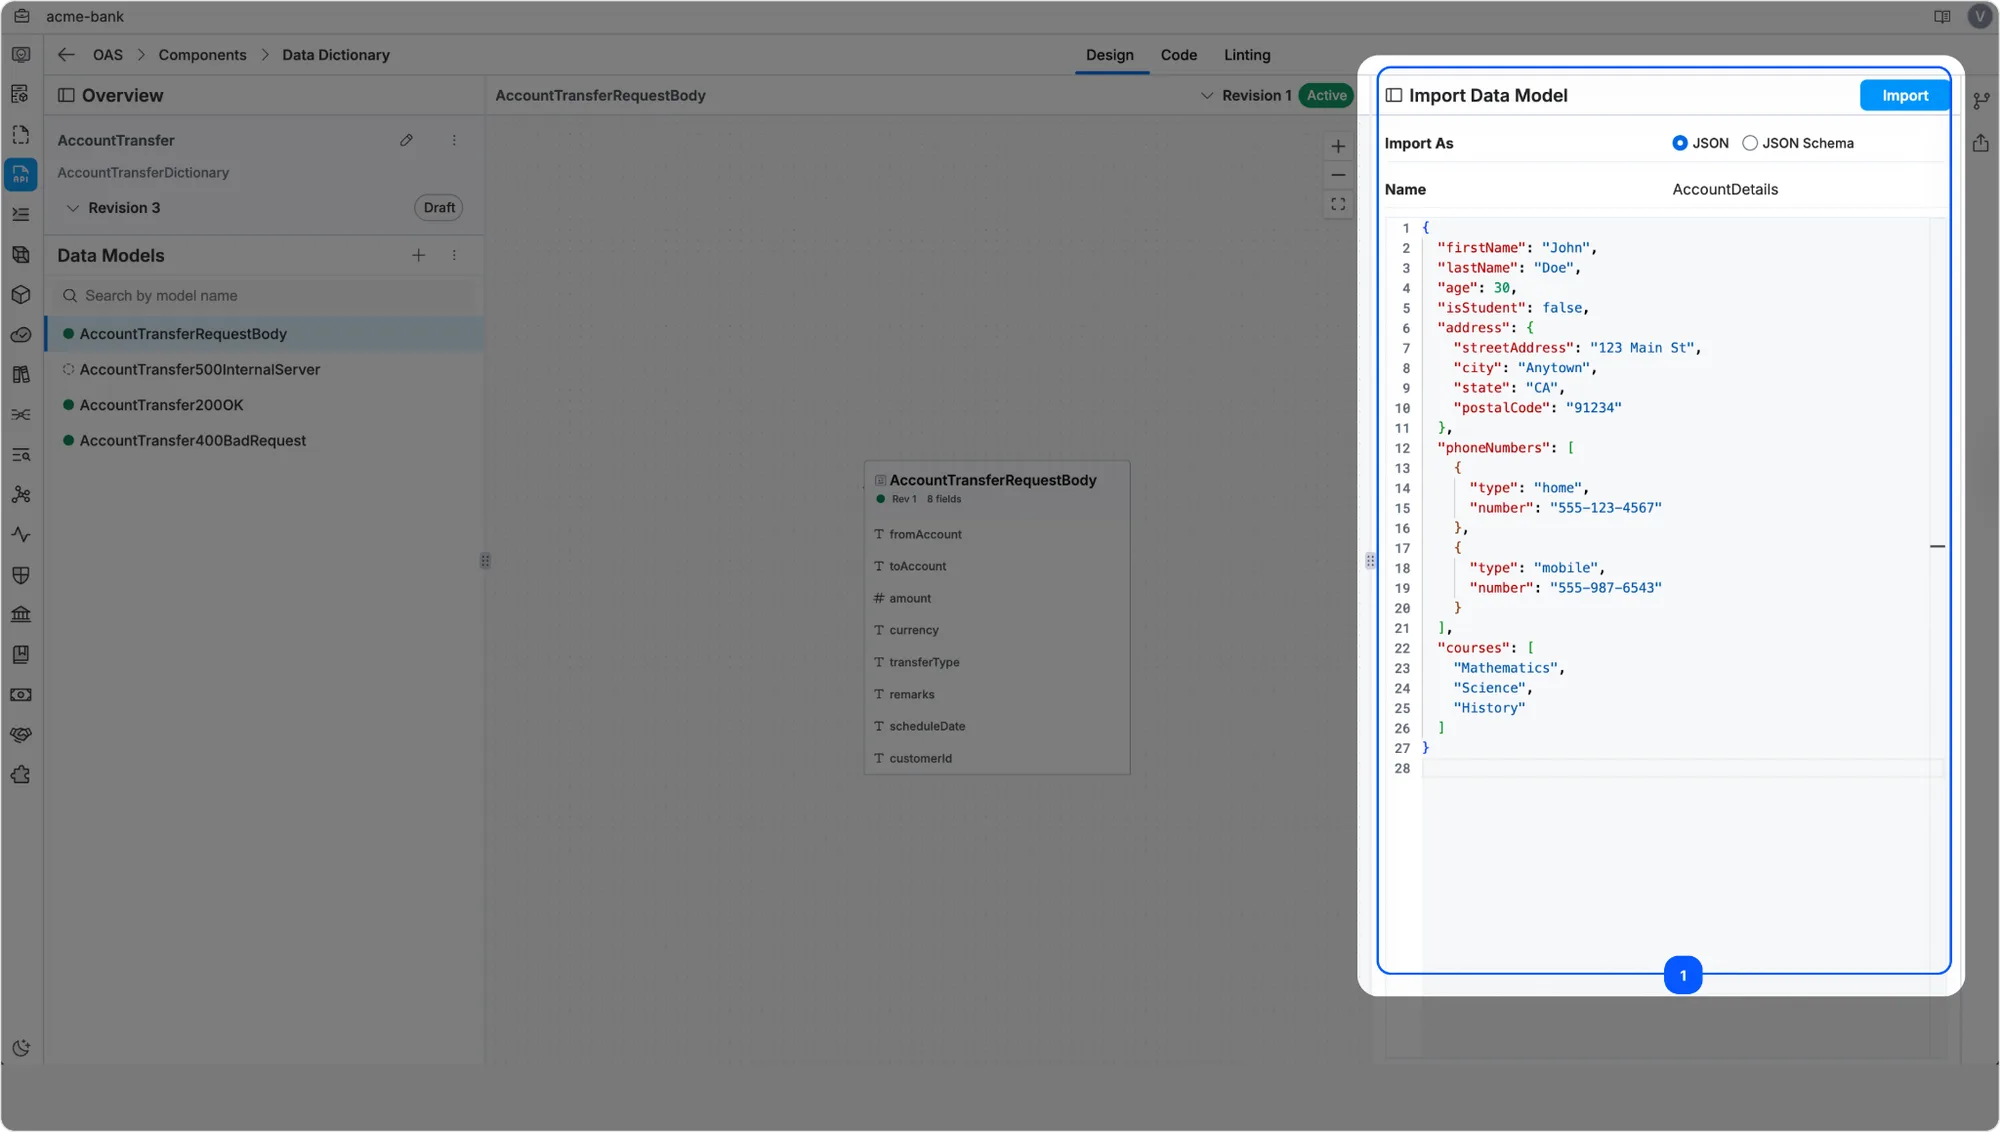 acme-bank
V
OAS > Components > Data Dictionary
Design Code Linting
Overview
AccountTransfer
AccountTransferDictionary
Revision 3 Draft
Data Models
Search by model name
AccountTransferRequestBody
AccountTransfer500InternalServer
AccountTransfer200OK
AccountTransfer400BadRequest
API
AccountTransferRequestBody Revision 1 Active
AccountTransferRequestBody
Rev 1 8 fields
T fromAccount
T toAccount
# amount
T currency
T transferType
T remarks
T scheduleDate
T customerId
Import Data Model Import
Import As JSON JSON Schema
Name AccountDetails
1 {
2 "firstName": "John",
3 "lastName": "Doe",
4 "age": 30,
5 "isStudent": false,
6 "address": {
7 "streetAddress": "123 Main St",
8 "city": "Anytown",
9 "state": "CA",
10 "postalCode": "91234"
11 },
12 "phoneNumbers": [
13 {
14 "type": "home",
15 "number": "555-123-4567"
16 },
17 {
18 "type": "mobile",
19 "number": "555-987-6543"
20 }
21 ],
22 "courses": [
23 "Mathematics",
24 "Science",
25 "History"
26 ]
27 }
28
1